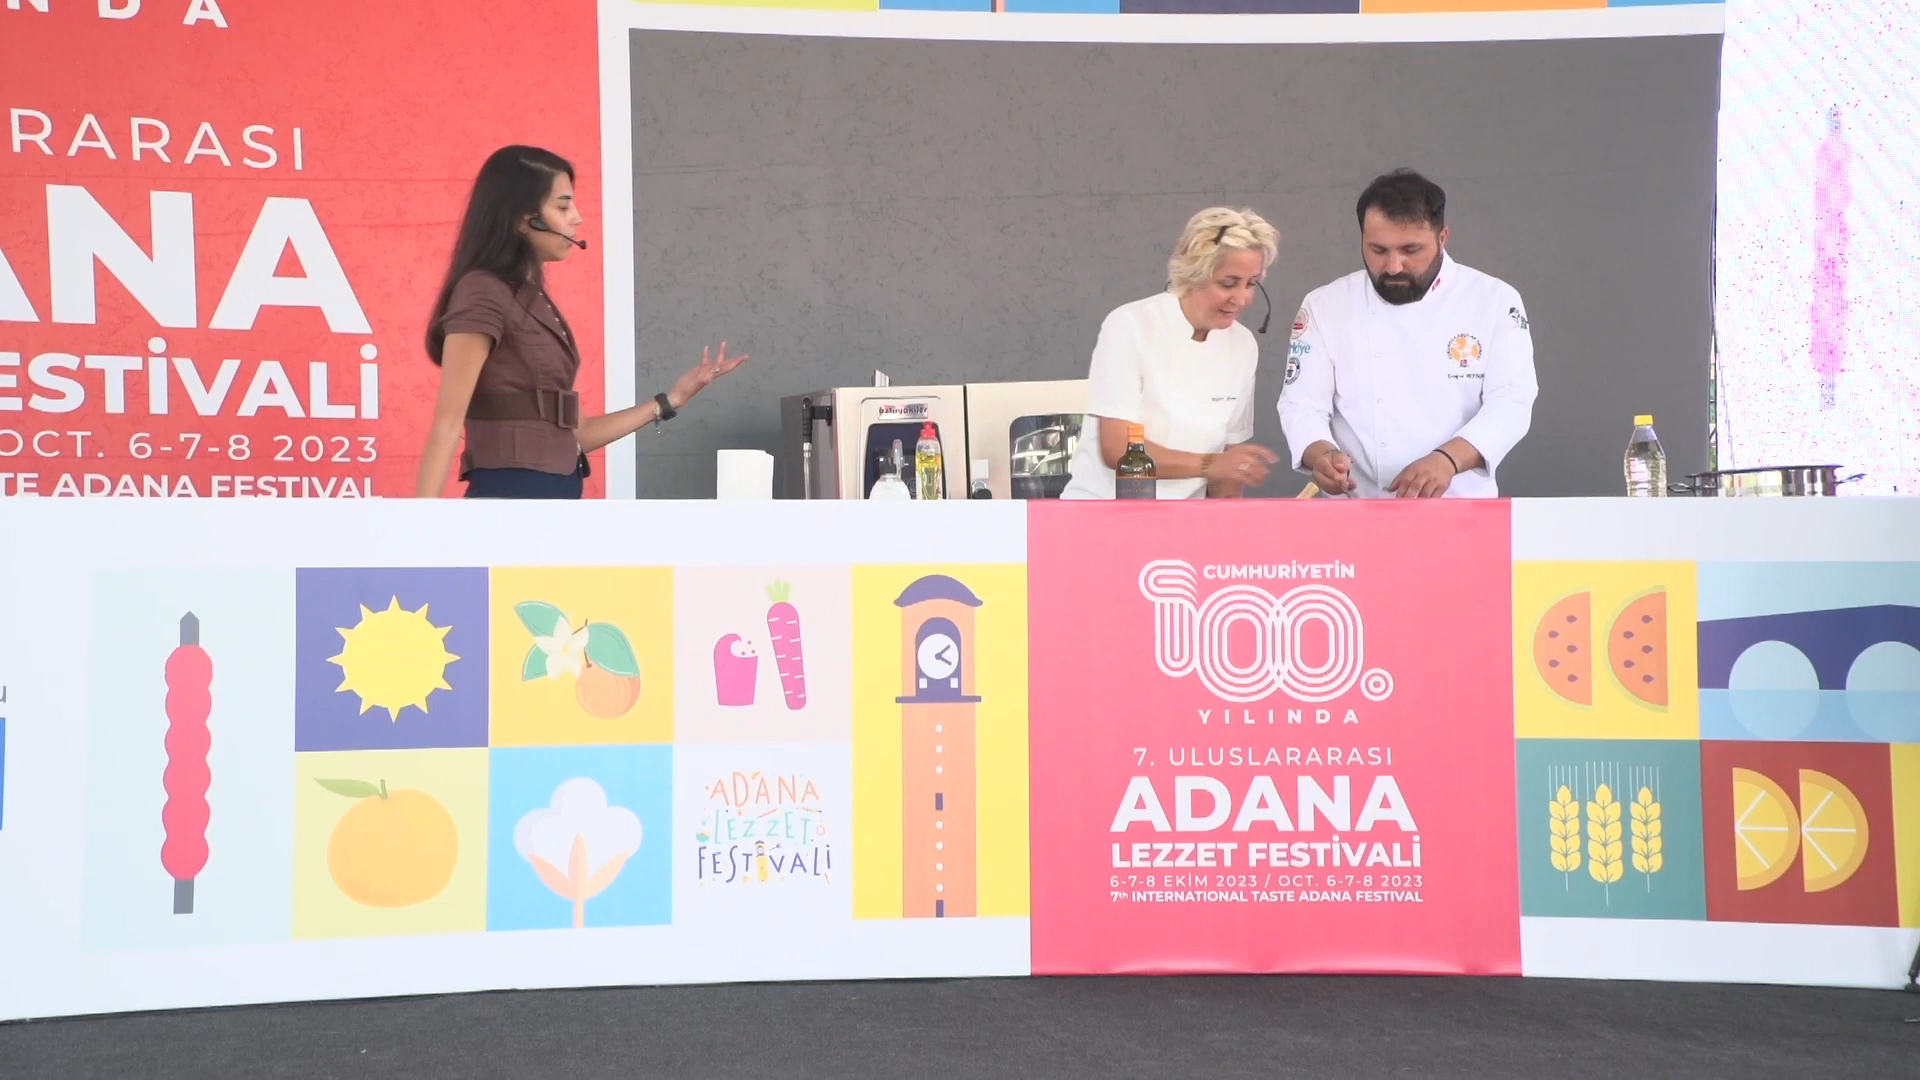 N D A
RARASI
ANA
ESTİVALİ
OCT. 6-7-8 2023
TE ADANA FESTIVAL
CUMHURİYETİN
100.
YILINDA
7. ULUSLARARASI
ADANA
LEZZET FESTİVALİ
6-7-8 EKİM 2023 / OCT. 6-7-8 2023
7th INTERNATIONAL TASTE ADANA FESTIVAL
ADANA
LEZZET
FESTİVALİ